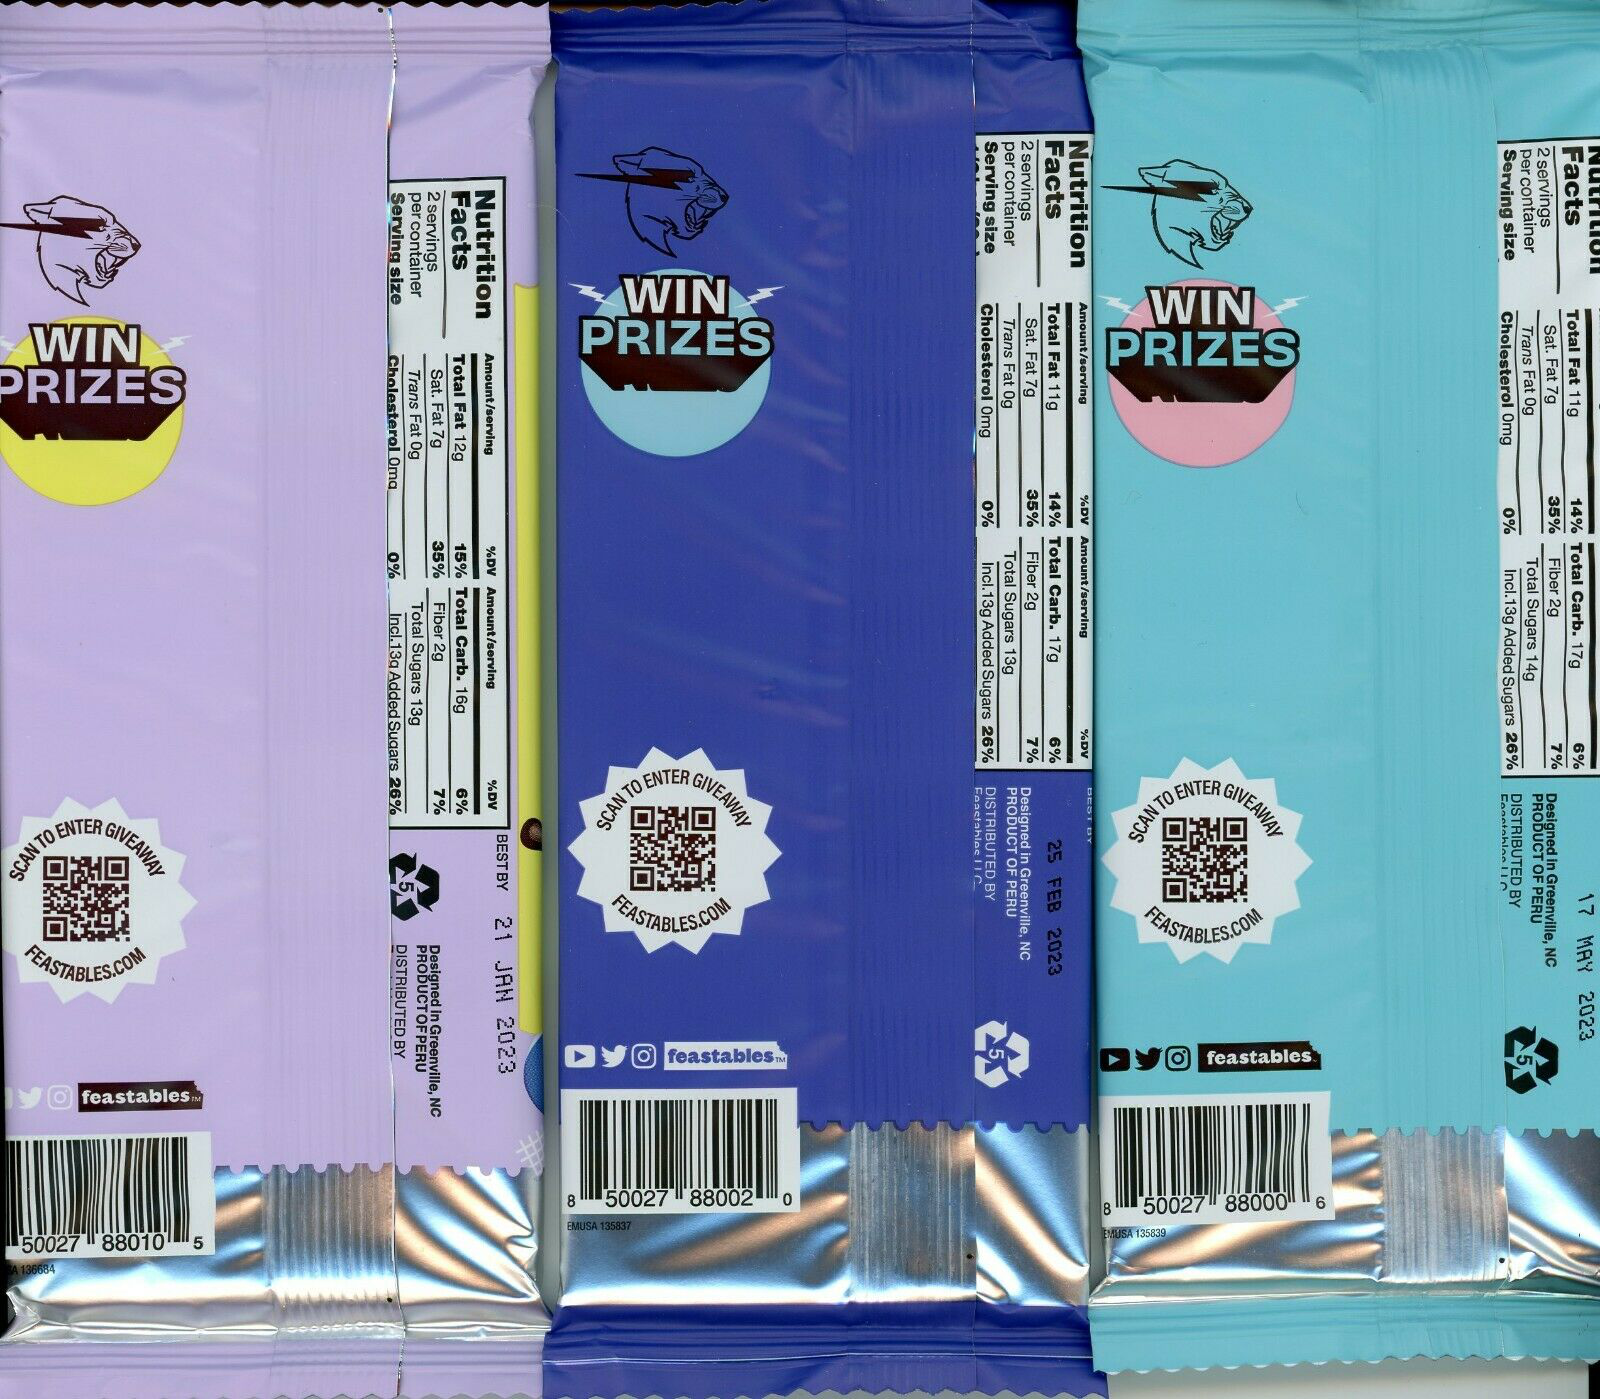 WIN
PRIZES
SCAN TO ENTER GIVEAWAY
FEASTABLES.COM
feastables™
50027 88010 5
A 136684
Nutrition
Facts
2 servings
per container
Serving size
Amount/serving %DV
Total Fat 12g 15%
Sat. Fat 7g 35%
Trans Fat 0g
Cholesterol 0mg 0%
Amount/serving %DV
Total Carb. 16g 6%
Fiber 2g 7%
Total Sugars 13g
Incl.13g Added Sugars 26%
BEST BY 21 JAN 2023
5
Designed in Greenville, NC
PRODUCT OF PERU
DISTRIBUTED BY
#
WIN
PRIZES
SCAN TO ENTER GIVEAWAY
FEASTABLES.COM
feastables™
8 50027 88002 0
EMUSA 135837
Nutrition
Facts
2 servings
per container
Serving size
Amount/serving %DV
Total Fat 11g 14%
Sat. Fat 7g 35%
Trans Fat 0g
Cholesterol 0mg 0%
Amount/serving %DV
Total Carb. 17g 6%
Fiber 2g 7%
Total Sugars 13g
Incl.13g Added Sugars 26%
BEST BY
25 FEB 2023
Designed in Greenville, NC
PRODUCT OF PERU
DISTRIBUTED BY
Feastables LLC
5
WIN
PRIZES
SCAN TO ENTER GIVEAWAY
FEASTABLES.COM
feastables
8 50027 88000 6
EMUSA 135839
Nutrition
Facts
2 servings
per container
Serving size
Total Fat 11g 14%
Sat. Fat 7g 35%
Trans Fat 0g
Cholesterol 0mg 0%
Total Carb. 17g 6%
Fiber 2g 7%
Total Sugars 14g
Incl.13g Added Sugars 26%
17 MAY 2023
Designed in Greenville, NC
PRODUCT OF PERU
DISTRIBUTED BY
Feastables LLC
5